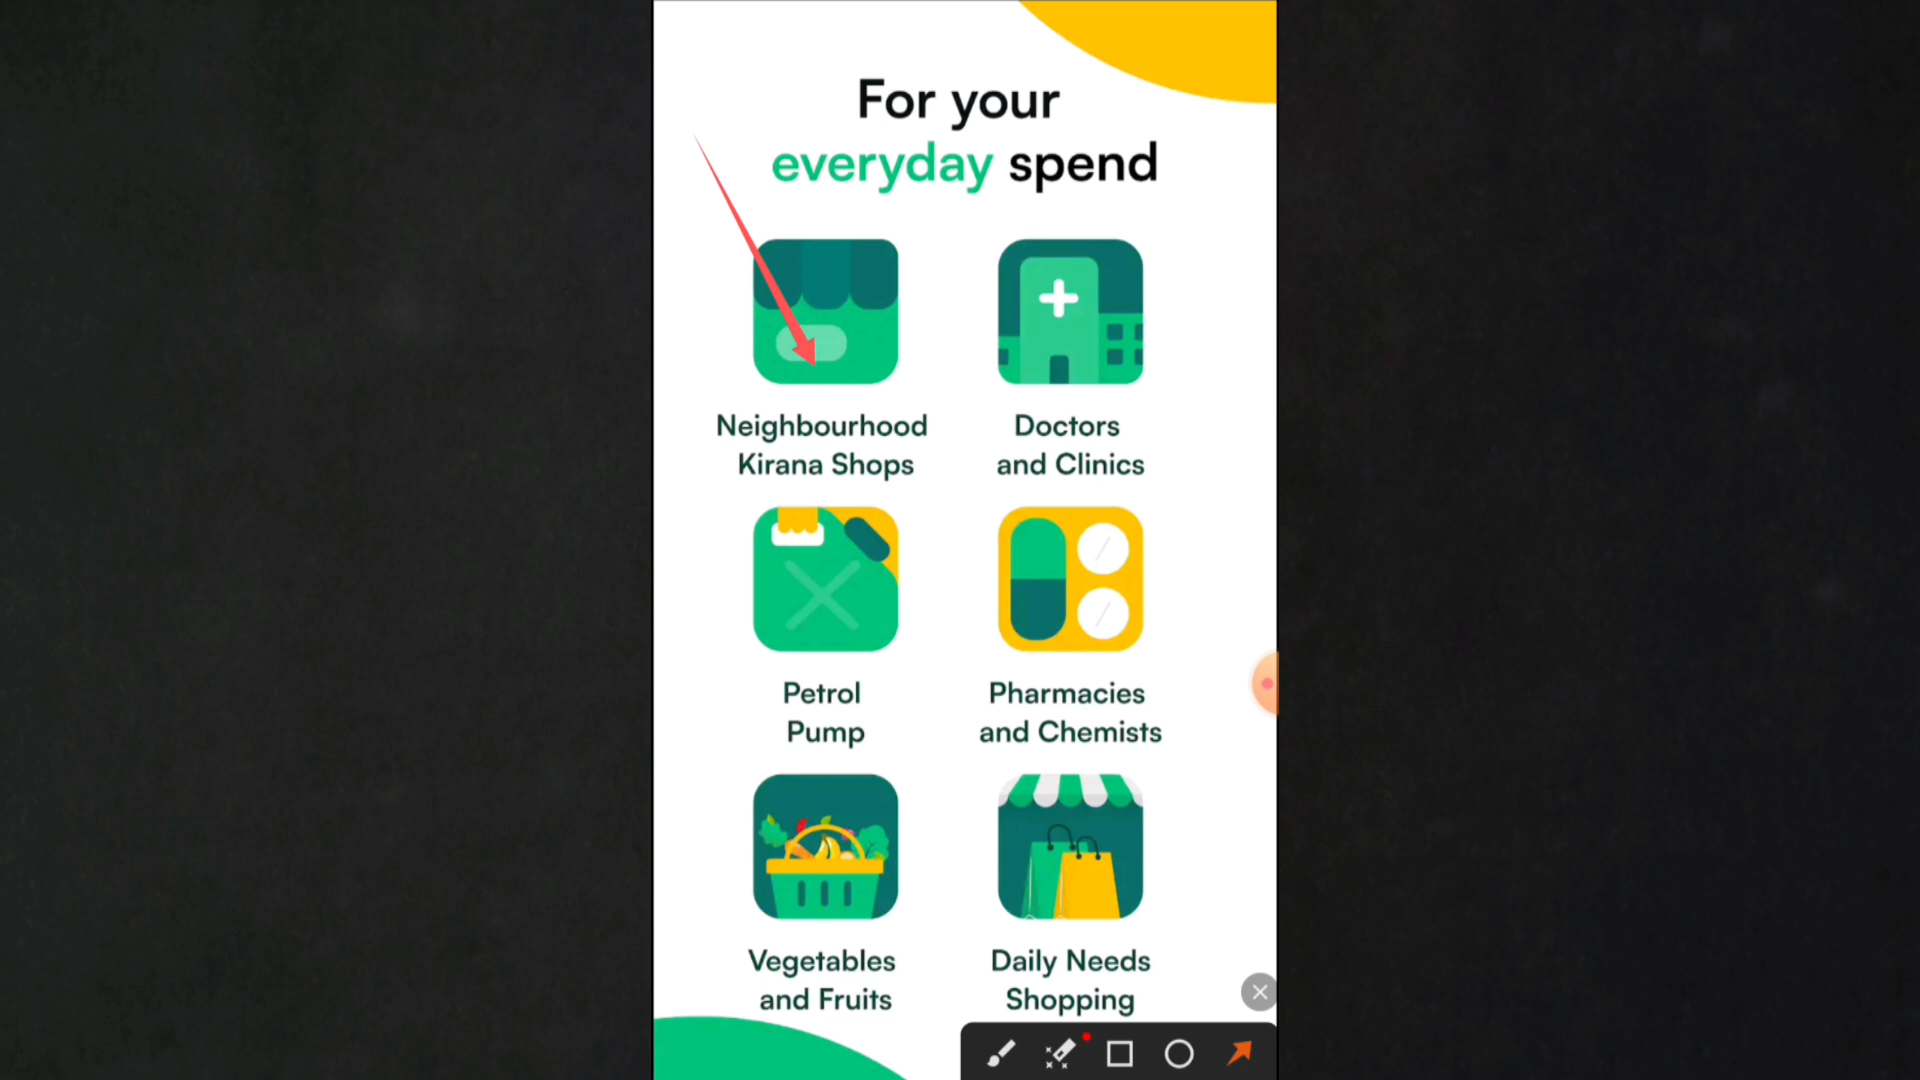 For your
everyday spend
Neighbourhood
Kirana Shops
Doctors
and Clinics
Petrol
Pump
Pharmacies
and Chemists
Vegetables
and Fruits
Daily Needs
Shopping